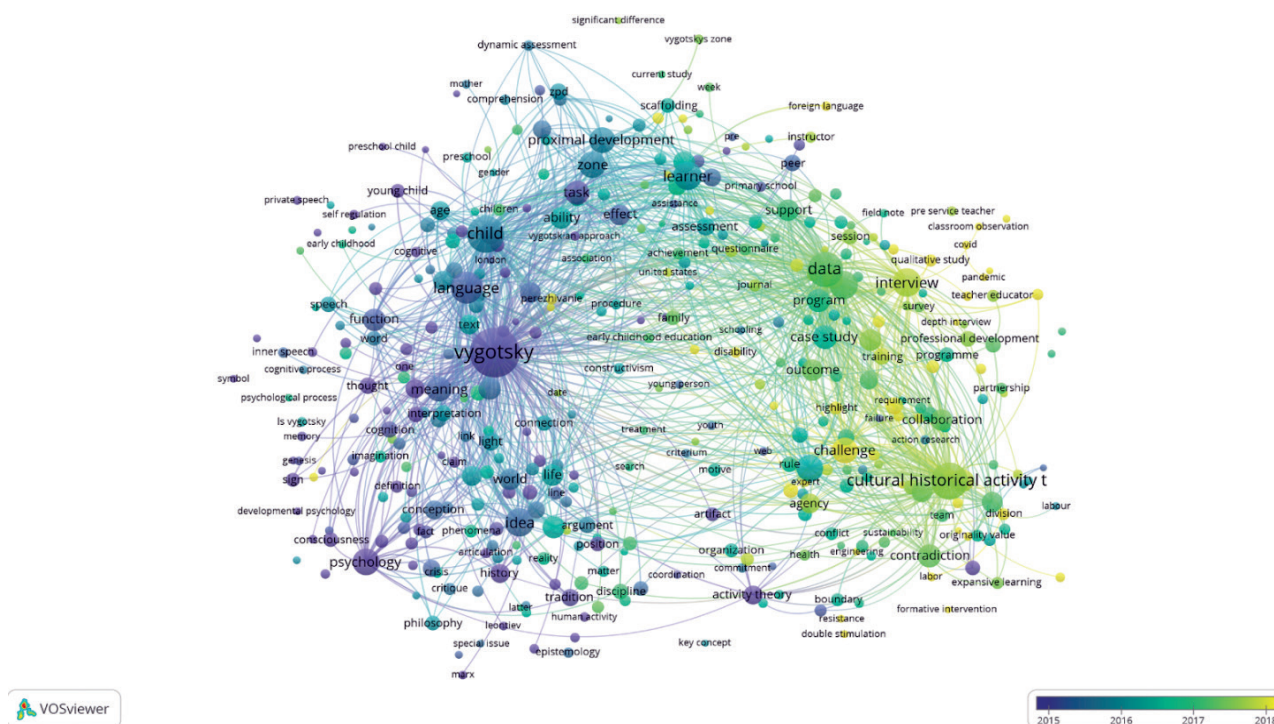 significant difference
dynamic assessment
vygotskys zone
current study
mother
zpd
week
comprehension
scaffolding
foreign language
proximal development
pre
instructor
preschool child
preschool
zone
peer
gender
learner
young child
task
primary school
private speech
children
assistance
support
age
ability
effect
self regulation
field note
pre service teacher
assessment
classroom observation
child
vygotskian approach
session
early childhood
cognitive
questionnaire
covid
achievement
london
association
qualitative study
united states
data
pandemic
language
journal
interview
teacher educator
perezhivanie
speech
procedure
program
survey
function
text
family
depth interview
word
early childhood education
schooling
case study
professional development
vygotsky
disability
training
programme
inner speech
constructivism
cognitive process
one
outcome
symbol
thought
meaning
young person
partnership
psychological process
date
requirement
interpretation
highlight
ls vygotsky
connection
youth
failure
collaboration
cognition
treatment
memory
link
light
action research
claim
criterium
web
challenge
genesis
imagination
search
motive
rule
sign
world
life
expert
cultural historical activity t
definition
line
agency
developmental psychology
conception
idea
artifact
team
division
labour
fact
phenomena
argument
conflict
sustainability
originality value
consciousness
position
organization
articulation
reality
health
engineering
contradiction
psychology
crisis
history
matter
coordination
commitment
labor
expansive learning
critique
tradition
discipline
activity theory
boundary
latter
human activity
resistance
formative intervention
philosophy
leontiev
double stimulation
special issue
key concept
epistemology
marx
VOSviewer
2015 2016 2017